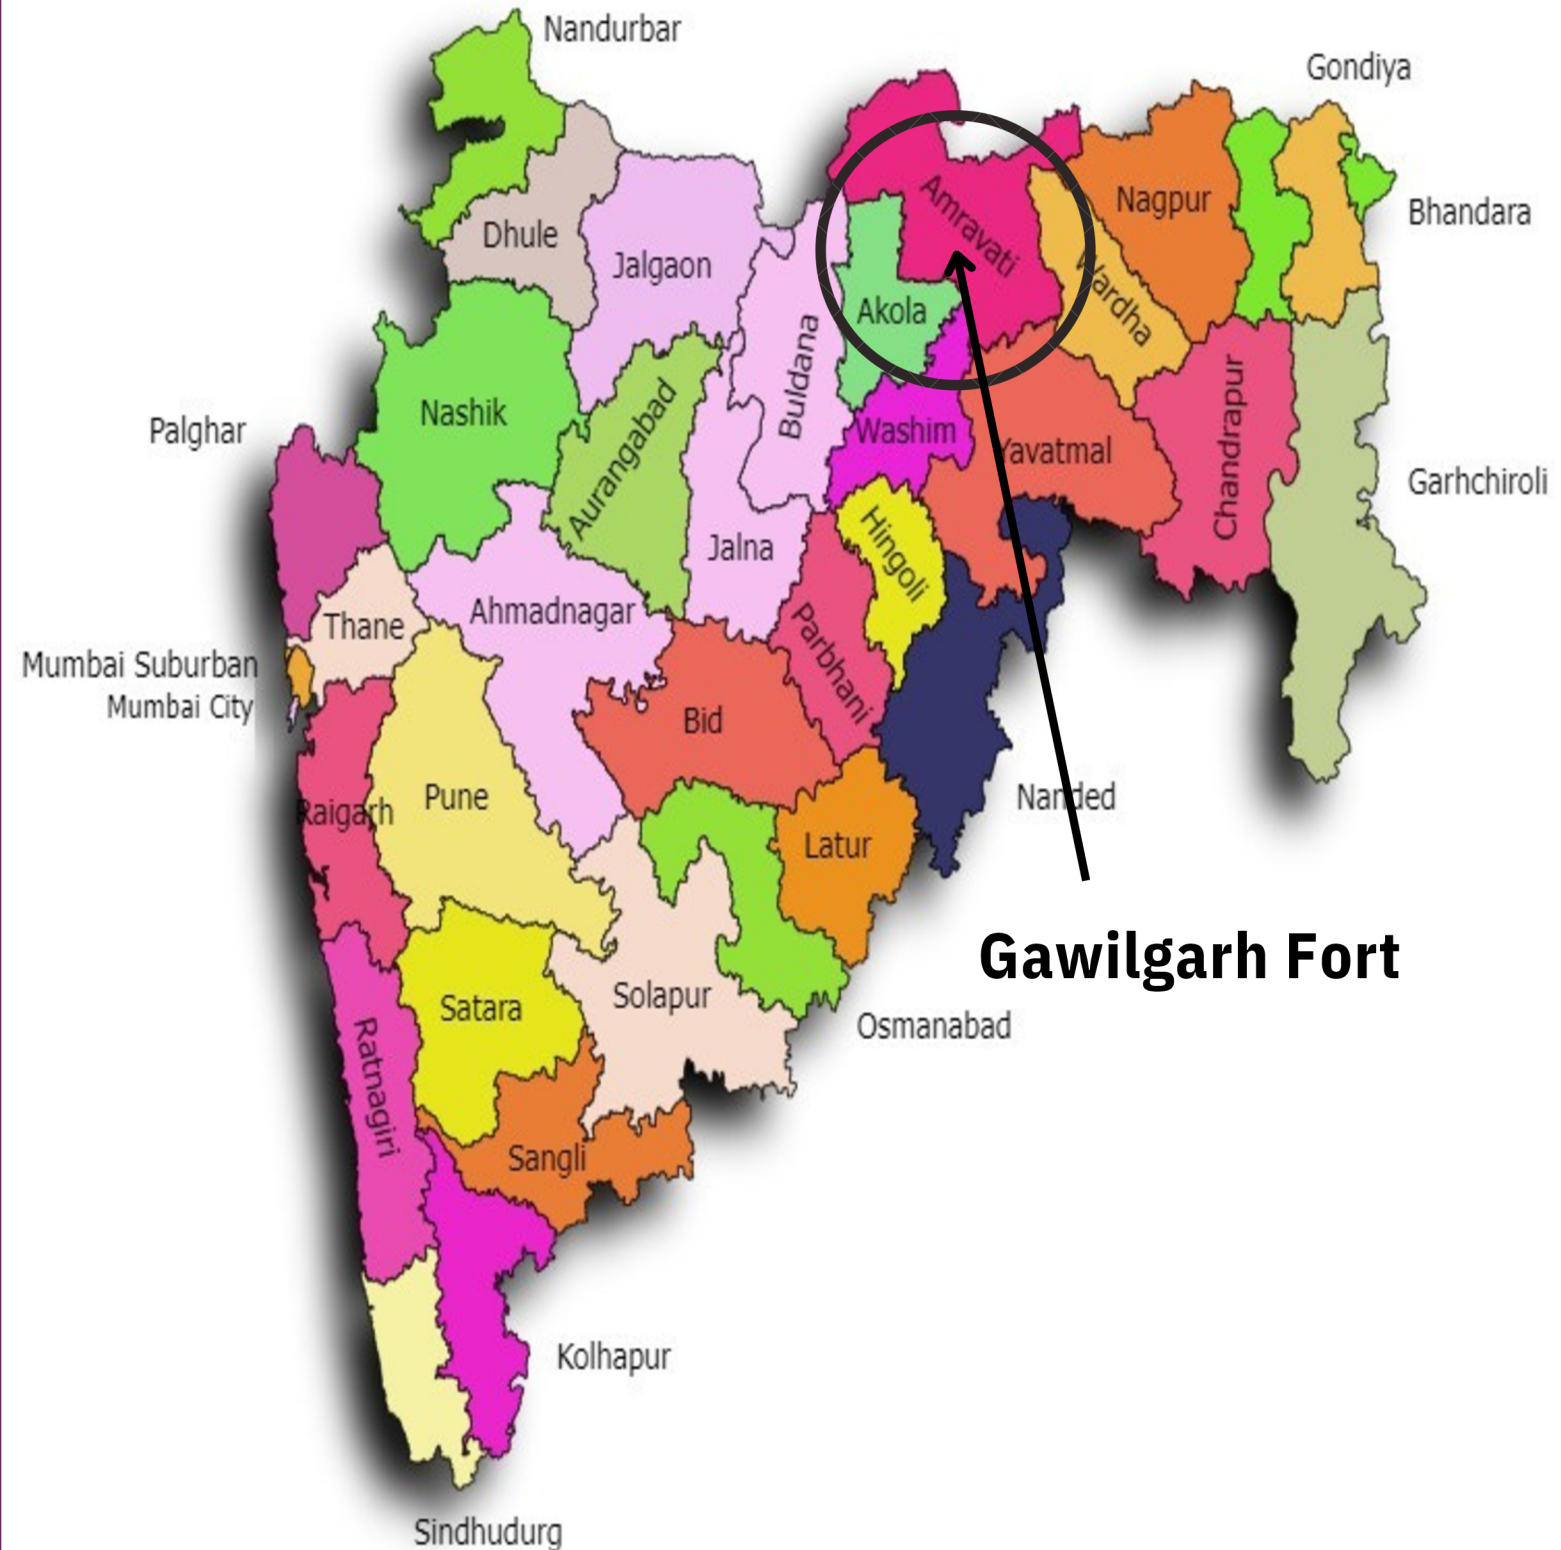 Nandurbar
Gondiya
Nagpur
Bhandara
Amravati
Dhule
Jalgaon
Wardha
Akola
Buldana
Nashik
Aurangabad
Palghar
Washim
Yavatmal
Chandrapur
Garhchiroli
Hingoli
Jalna
Ahmadnagar
Thane
Parbhani
Mumbai Suburban
Mumbai City
Bid
Pune
Nanded
Raigarh
Latur
Gawilgarh Fort
Solapur
Satara
Osmanabad
Ratnagiri
Sangli
Kolhapur
Sindhudurg